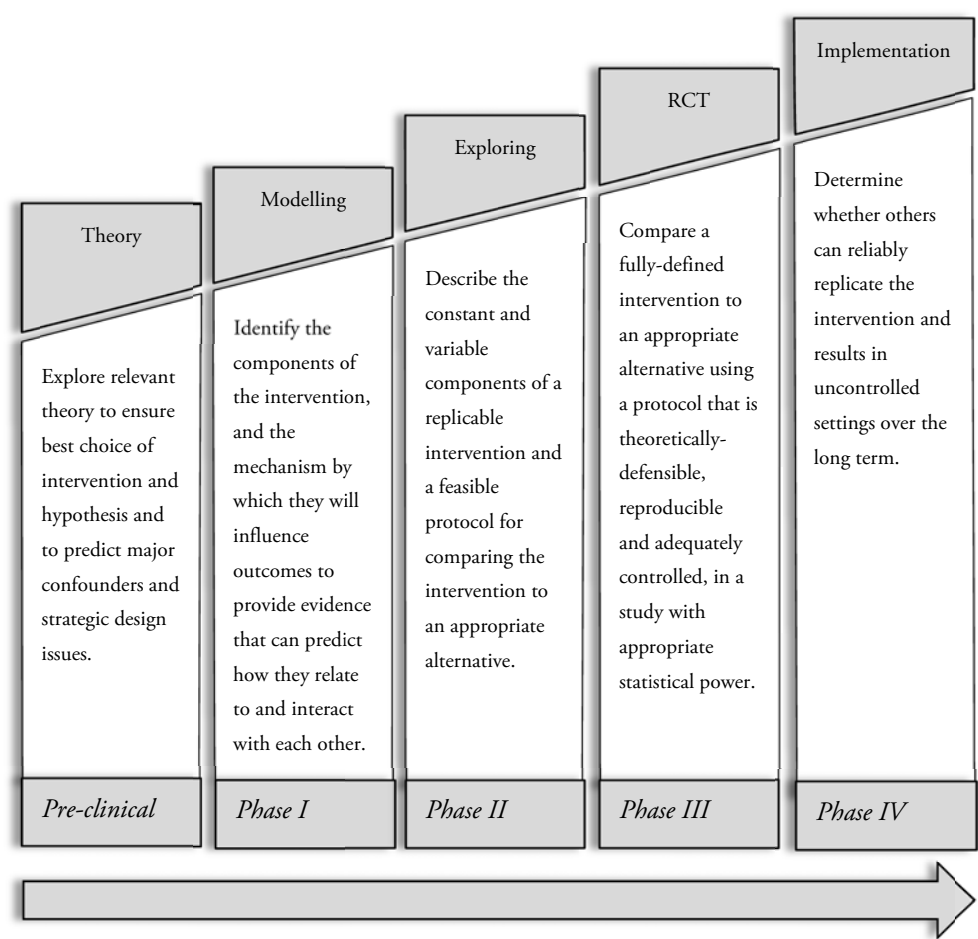 Theory
Explore relevant
theory to ensure
best choice of
intervention and
hypothesis and
to predict major
confounders and
strategic design
issues.
Pre-clinical
Modelling
Identify the
components of
the intervention,
and the
mechanism by
which they will
influence
outcomes to
provide evidence
that can predict
how they relate
to and interact
with each other.
Phase I
Exploring
Describe the
constant and
variable
components of a
replicable
intervention and
a feasible
protocol for
comparing the
intervention to
an appropriate
alternative.
Phase II
RCT
Compare a
fully-defined
intervention to
an appropriate
alternative using
a protocol that is
theoretically-
defensible,
reproducible
and adequately
controlled, in a
study with
appropriate
statistical power.
Phase III
Implementation
Determine
whether others
can reliably
replicate the
intervention and
results in
uncontrolled
settings over the
long term.
Phase IV